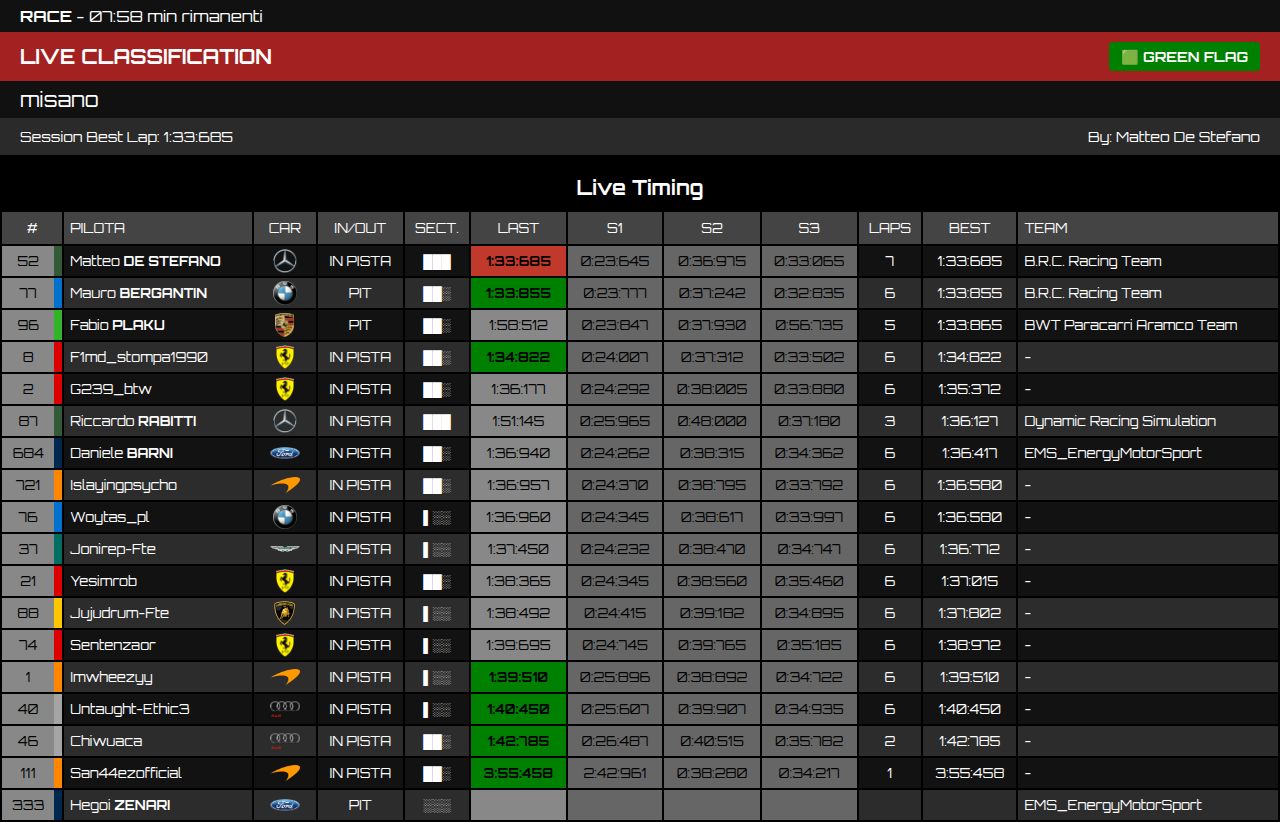 RACE - 07:58 min rimanenti
LIVE CLASSIFICATION GREEN FLAG
misano
Session Best Lap: 1:33:685 By: Matteo De Stefano
Live Timing
# PILOTA CAR IN/OUT SECT. LAST S1 S2 S3 LAPS BEST TEAM
52 Matteo DE STEFANO IN PISTA 1:33:685 0:23:645 0:36:975 0:33:065 7 1:33:685 B.R.C. Racing Team
77 Mauro BERGANTIN PIT 1:33:855 0:23:777 0:37:242 0:32:835 6 1:33:855 B.R.C. Racing Team
96 Fabio PLAKU PIT 1:58:512 0:23:847 0:37:930 0:56:735 5 1:33:865 BWT Paracarri Aramco Team
8 F1md_stompa1990 IN PISTA 1:34:822 0:24:007 0:37:312 0:33:502 6 1:34:822 -
2 G239_btw IN PISTA 1:36:177 0:24:292 0:38:005 0:33:880 6 1:35:372 -
87 Riccardo RABITTI IN PISTA 1:51:145 0:25:965 0:48:000 0:37:180 3 1:36:127 Dynamic Racing Simulation
684 Daniele BARNI Ford IN PISTA 1:36:940 0:24:262 0:38:315 0:34:362 6 1:36:417 EMS_EnergyMotorSport
721 Islayingpsycho IN PISTA 1:36:957 0:24:370 0:38:795 0:33:792 6 1:36:580 -
76 Woytas_pl IN PISTA 1:36:960 0:24:345 0:38:617 0:33:997 6 1:36:580 -
37 Jonirep-Fte IN PISTA 1:37:450 0:24:232 0:38:470 0:34:747 6 1:36:772 -
21 Yesimrob IN PISTA 1:38:365 0:24:345 0:38:560 0:35:460 6 1:37:015 -
88 Jujudrum-Fte IN PISTA 1:38:492 0:24:415 0:39:182 0:34:895 6 1:37:802 -
74 Sentenzaor IN PISTA 1:39:695 0:24:745 0:39:765 0:35:185 6 1:38:972 -
1 Imwheezyy IN PISTA 1:39:510 0:25:896 0:38:892 0:34:722 6 1:39:510 -
40 Untaught-Ethic3 IN PISTA 1:40:450 0:25:607 0:39:907 0:34:935 6 1:40:450 -
46 Chiwuaca IN PISTA 1:42:785 0:26:487 0:40:515 0:35:782 2 1:42:785 -
111 San44ezofficial IN PISTA 3:55:458 2:42:961 0:38:280 0:34:217 1 3:55:458 -
333 Hegoi ZENARI Ford PIT EMS_EnergyMotorSport